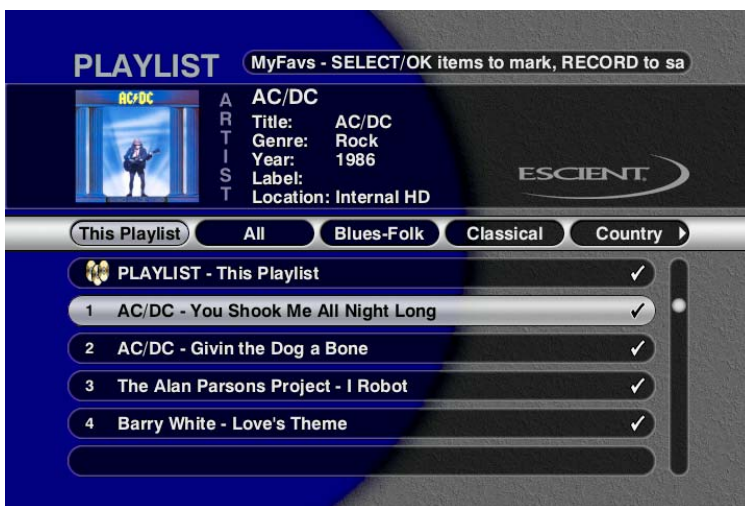 PLAYLIST
MyFavs - SELECT/OK items to mark, RECORD to sa
AC/DC
ARTIST
AC/DC
Title: AC/DC
Genre: Rock
Year: 1986
Label:
Location: Internal HD
ESCIENT.
This Playlist
All
Blues-Folk
Classical
Country
PLAYLIST - This Playlist
1 AC/DC - You Shook Me All Night Long
2 AC/DC - Givin the Dog a Bone
3 The Alan Parsons Project - I Robot
4 Barry White - Love's Theme